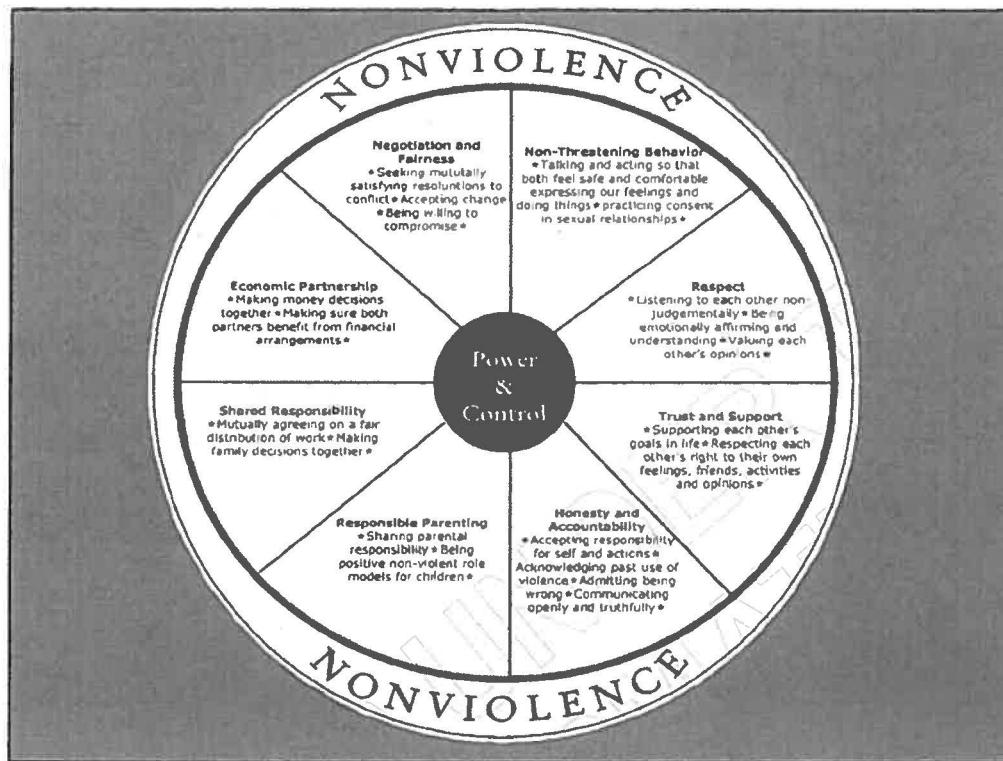 NONVIOLENCE
Negotiation and
Fairness
* Seeking mututally
satisfying resoluntions to
conflict * Accepting change
* Being willing to
compromise *
Non-Threatening Behavior
* Talking and acting so that
both feel safe and comfortable
expressing our feelings and
doing things * practicing consent
in sexual relationships *
Respect
* Listening to each other non-
judgementally * Being
emotionally affirming and
understanding * Valuing each
other's opinions *
Trust and Support
* Supporting each other's
goals in life * Respecting each
other's right to their own
feelings, friends, activities
and opinions *
Honesty and
Accountability
* Accepting responsibility
for self and actions *
Acknowledging past use of
violence * Admitting being
wrong * Communicating
openly and truthfully *
Responsible Parenting
* Sharing parental
responsibility * Being
positive non-violent role
models for children *
Shared Responsibility
* Mutually agreeing on a fair
distribution of work * Making
family decisions together *
Economic Partnership
* Making money decisions
together * Making sure both
partners benefit from financial
arrangements *
Power
&
Control
NONVIOLENCE